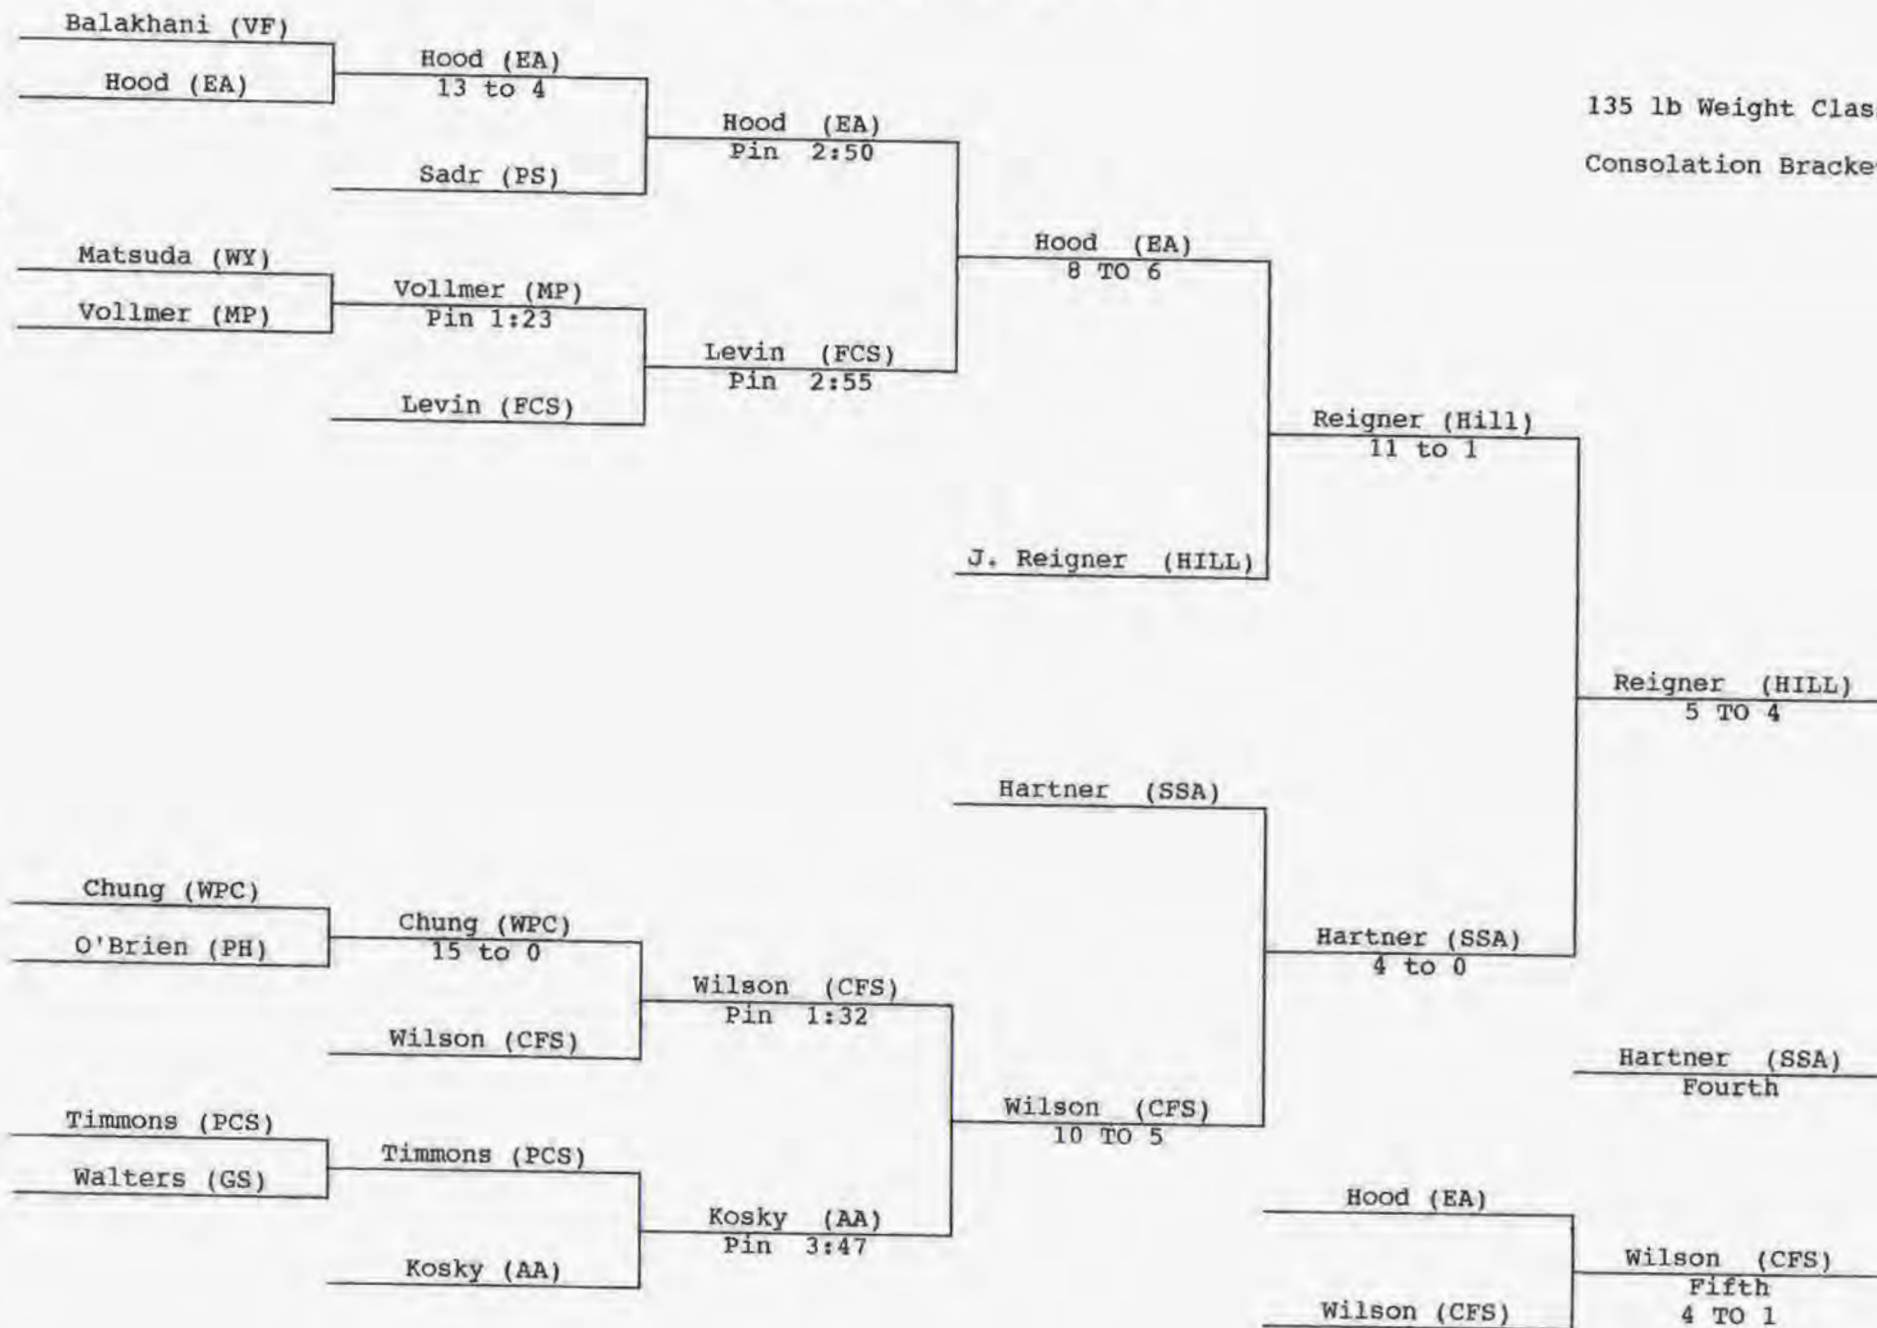 Balakhani (VF)
Hood (EA)
Hood (EA)
13 to 4
Sadr (PS)
Hood (EA)
Pin 2:50
135 lb Weight Clas
Consolation Bracke
Matsuda (WY)
Vollmer (MP)
Vollmer (MP)
Pin 1:23
Levin (FCS)
Levin (FCS)
Pin 2:55
Hood (EA)
8 TO 6
J. Reigner (HILL)
Reigner (Hill)
11 to 1
Reigner (HILL)
5 TO 4
Hartner (SSA)
Hartner (SSA)
4 to 0
Chung (WPC)
O'Brien (PH)
Chung (WPC)
15 to 0
Wilson (CFS)
Wilson (CFS)
Pin 1:32
Timmons (PCS)
Walters (GS)
Timmons (PCS)
Kosky (AA)
Kosky (AA)
Pin 3:47
Wilson (CFS)
10 TO 5
Hartner (SSA)
Fourth
Hood (EA)
Wilson (CFS)
Wilson (CFS)
Fifth
4 TO 1